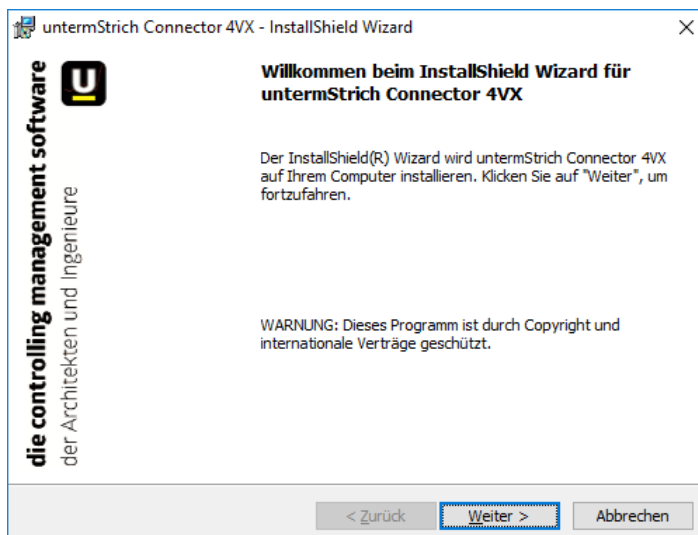 untermStrich Connector 4VX - InstallShield Wizard
die controlling management software
der Architekten und Ingenieure
U
Willkommen beim InstallShield Wizard für
untermStrich Connector 4VX
Der InstallShield(R) Wizard wird untermStrich Connector 4VX
auf Ihrem Computer installieren. Klicken Sie auf "Weiter", um
fortzufahren.
WARNUNG: Dieses Programm ist durch Copyright und
internationale Verträge geschützt.
< Zurück
Weiter >
Abbrechen